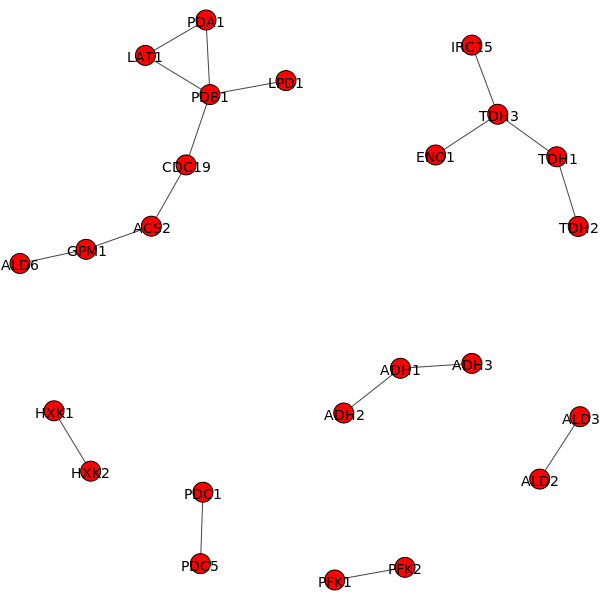 PDA1
IRC15
LAT1
LPD1
PDB1
TDH3
ENO1
TDH1
CDC19
ACS2
TDH2
GPM1
ALD6
ADH3
ADH1
HXK1
ADH2
ALD3
HXK2
ALD2
PDC1
PDC5
PFK2
PFK1